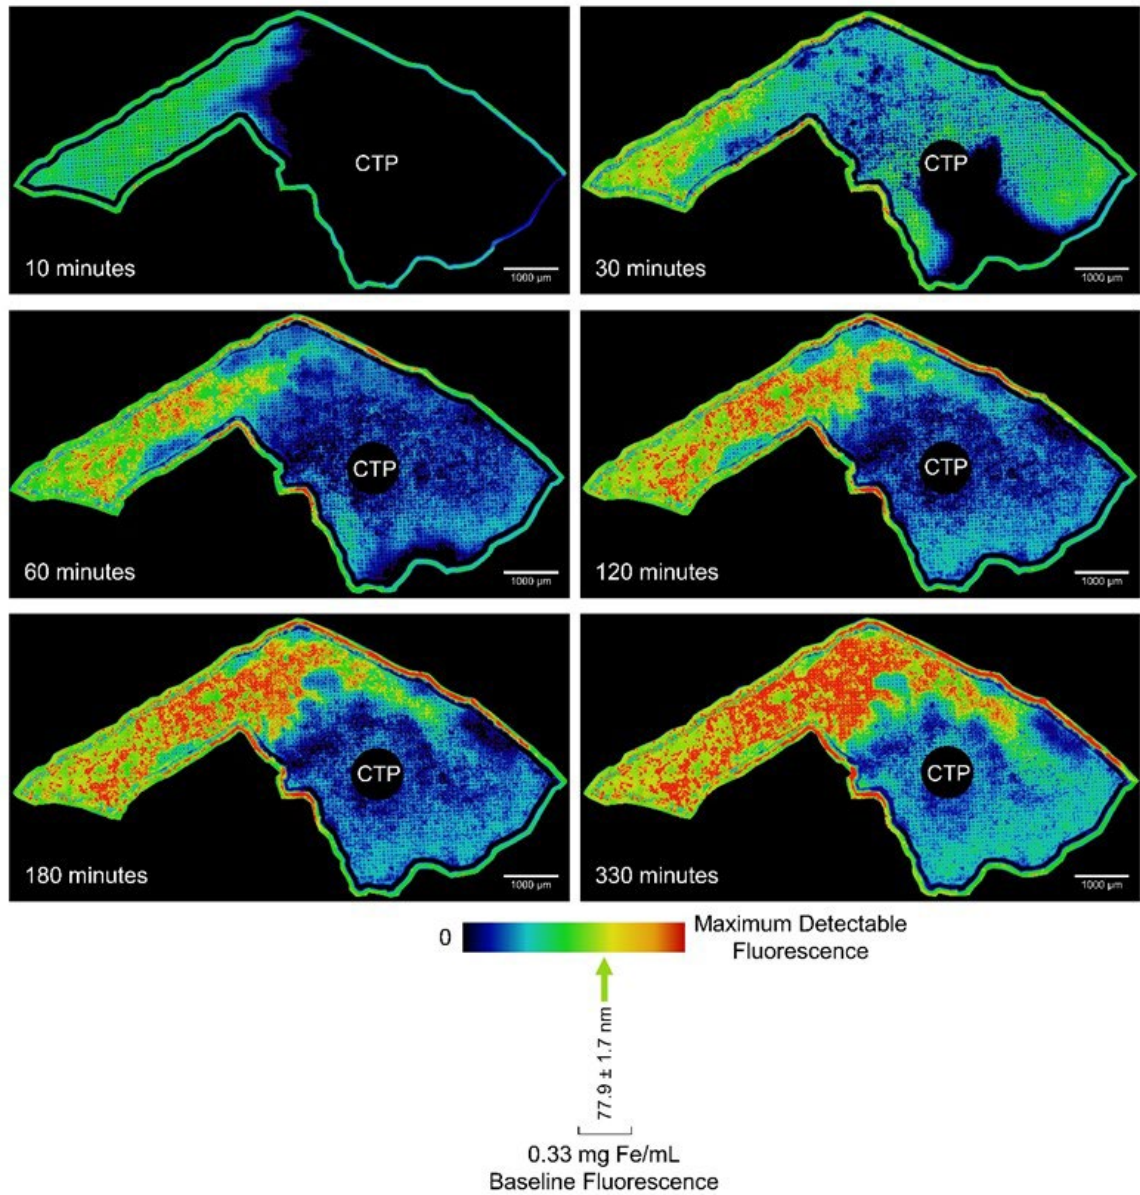 CTP
10 minutes
1000 µm
CTP
30 minutes
1000 µm
CTP
60 minutes
1000 µm
CTP
120 minutes
1000 µm
CTP
180 minutes
1000 µm
CTP
330 minutes
1000 µm
0
Maximum Detectable
Fluorescence
77.9 ± 1.7 nm
0.33 mg Fe/mL
Baseline Fluorescence